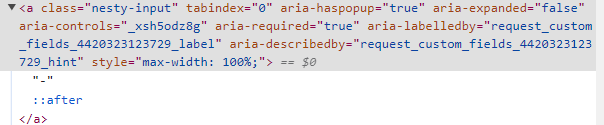 <a class="nesty-input" tabindex="0" aria-haspopup="true" aria-expanded="false"
aria-controls="_xsh5odz8g" aria-required="true" aria-labelledby="request_custom
_fields_4420323123729_label" aria-describedby="request_custom_fields_4420323123
729_hint" style="max-width: 100%;"> == $0
"-"
::after
</a>